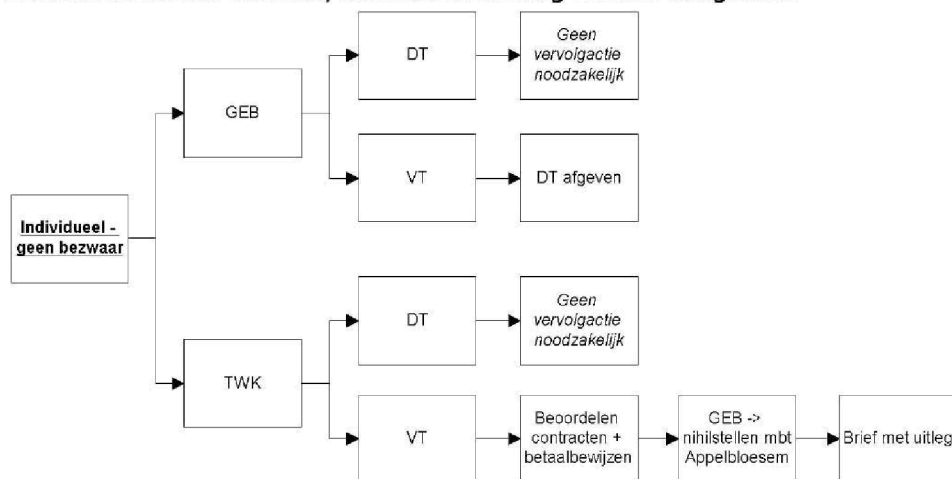 DT
Geen
vervolgactie
noodzakelijk
GEB
VT
DT afgeven
Individueel -
geen bezwaar
DT
Geen
vervolgactie
noodzakelijk
TWK
VT
Beoordelen
contracten +
betaalbewijzen
GEB ->
nihilstellen mbt
Appelbloesem
Brief met uitleg